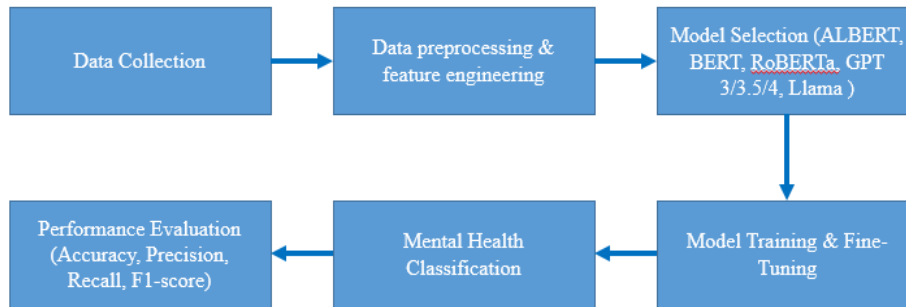 Data Collection
Data preprocessing &
feature engineering
Model Selection (ALBERT,
BERT, RoBERTa, GPT
3/3.5/4, Llama )
Model Training & Fine-
Tuning
Mental Health
Classification
Performance Evaluation
(Accuracy, Precision,
Recall, F1-score)